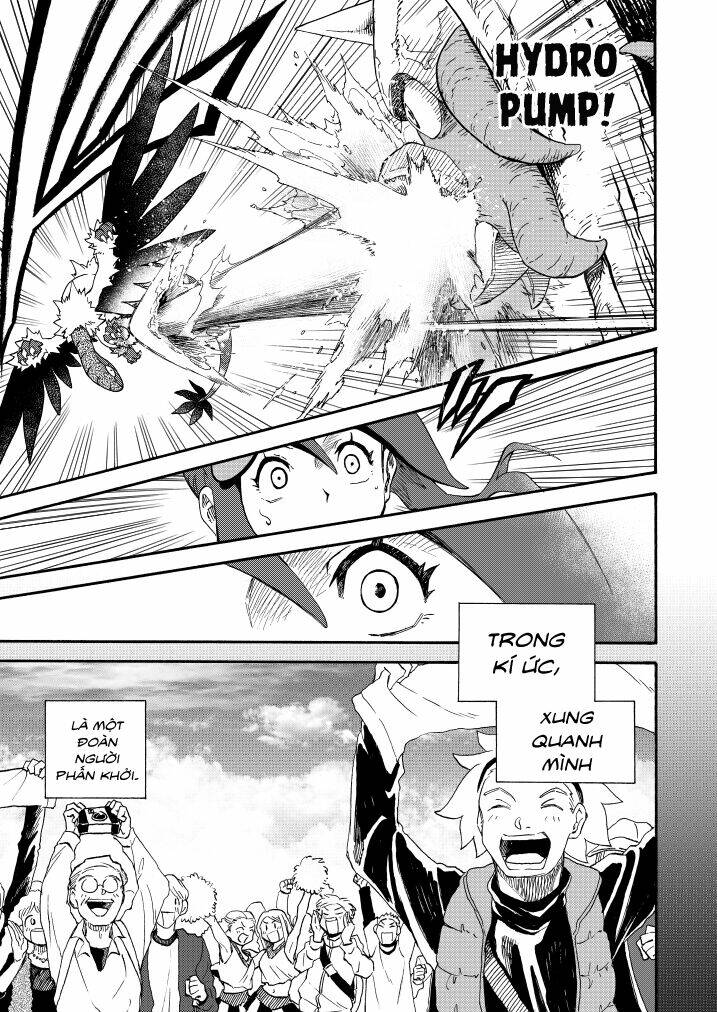 HYDRO
PUMP!
TRONG
KÍ ỨC,
XUNG
QUANH
MÌNH
LÀ MỘT
ĐOÀN
NGƯỜI
PHẤN KHỞI..